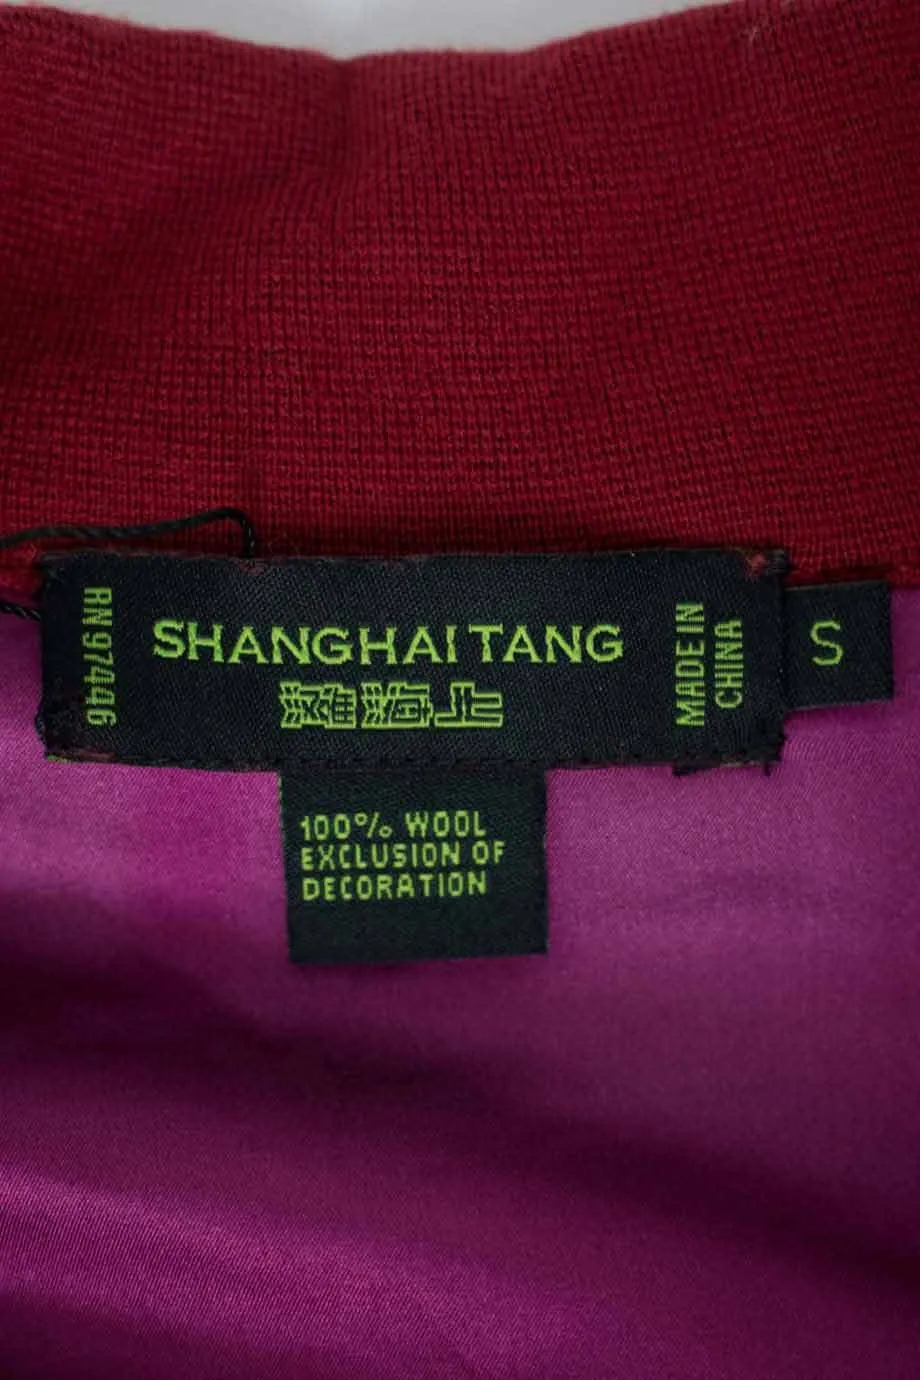 RN 97446
SHANGHAI TANG
上海灘
MADE IN
CHINA
S
100% WOOL
EXCLUSION OF
DECORATION